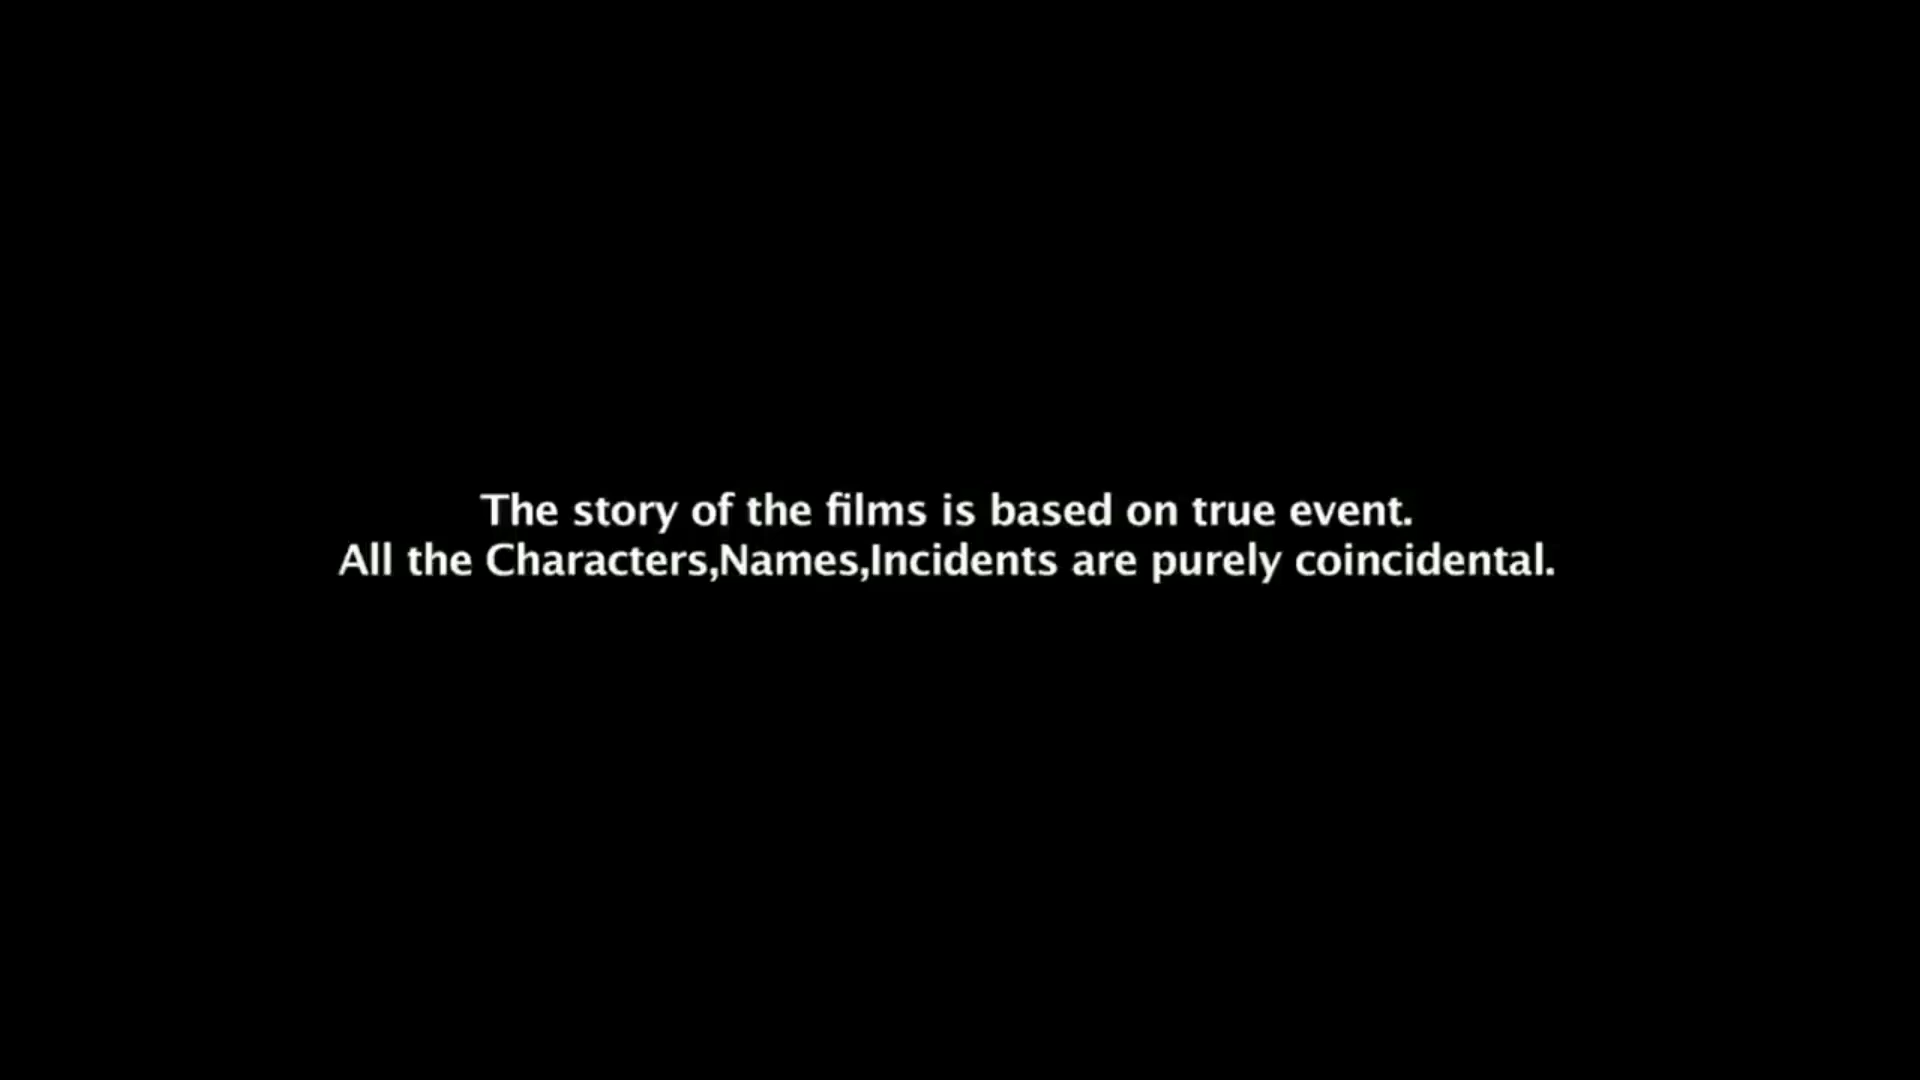 The story of the films is based on true event.
All the Characters,Names,Incidents are purely coincidental.